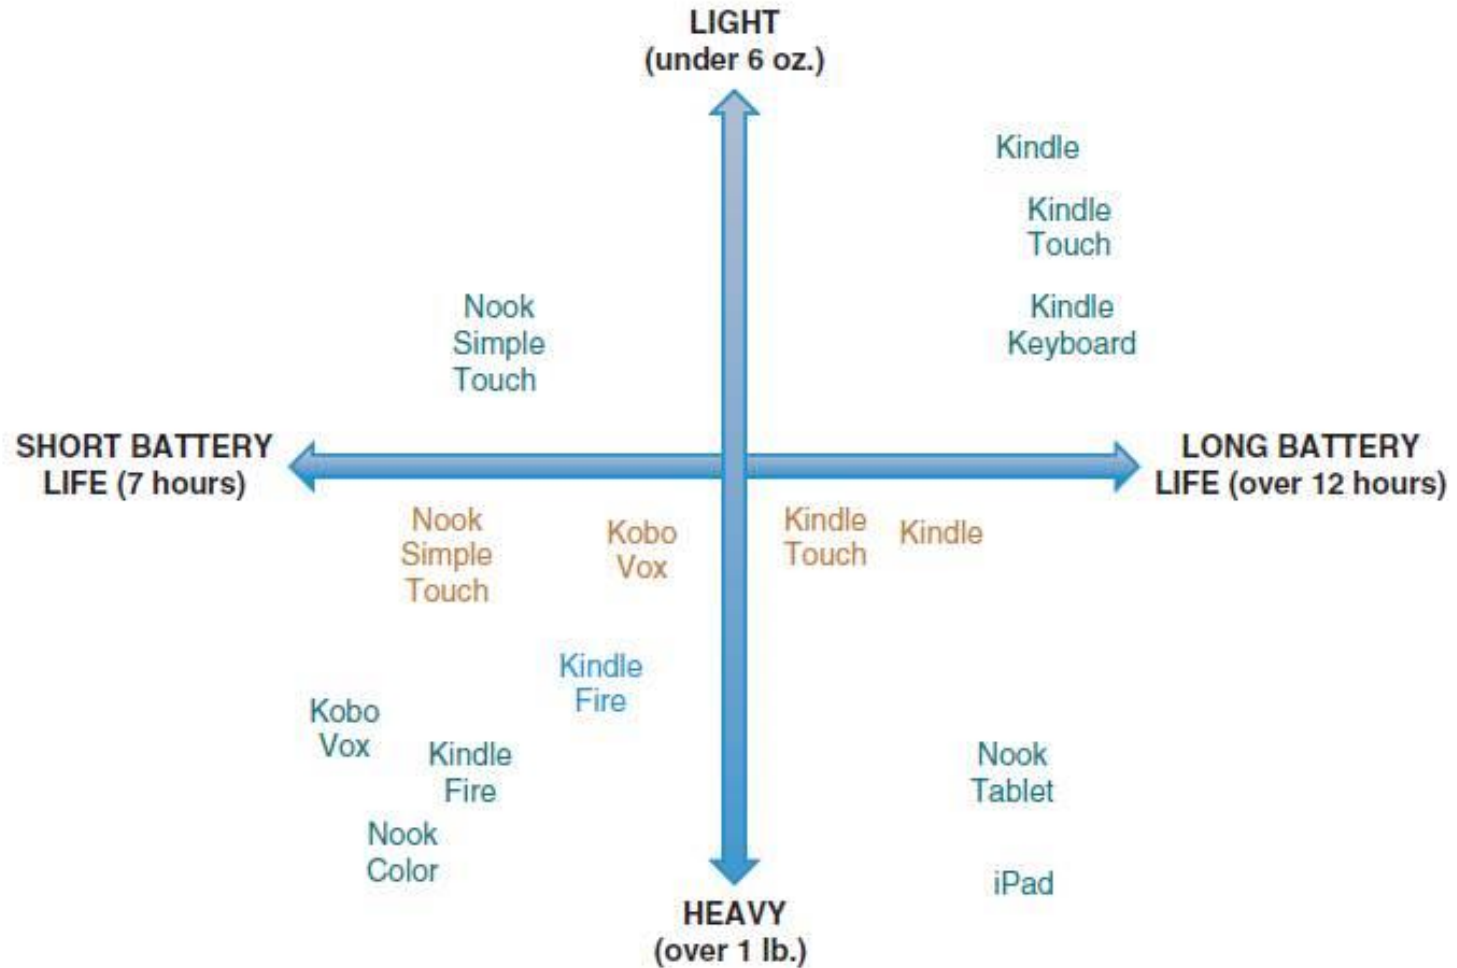 LIGHT
(under 6 oz.)
Kindle
Kindle
Touch
Kindle
Keyboard
Nook
Simple
Touch
SHORT BATTERY
LIFE (7 hours)
LONG BATTERY
LIFE (over 12 hours)
Nook
Simple
Touch
Kobo
Vox
Kindle
Touch
Kindle
Kindle
Fire
Kobo
Vox
Kindle
Fire
Nook
Color
Nook
Tablet
iPad
HEAVY
(over 1 lb.)